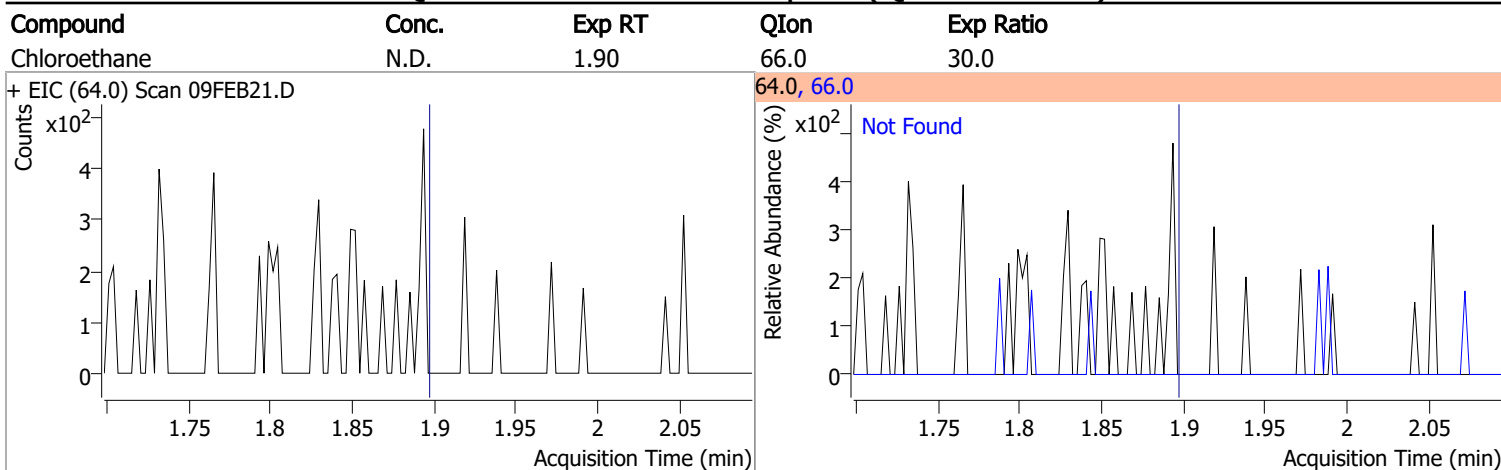 Compound Conc. Exp RT QIon Exp Ratio
Chloroethane N.D. 1.90 66.0 30.0
+ EIC (64.0) Scan 09FEB21.D
Counts
x10²
4
3
2
1
0
1.75 1.8 1.85 1.9 1.95 2 2.05
Acquisition Time (min)
64.0, 66.0
Relative Abundance (%)
x10²
Not Found
4
3
2
1
0
1.75 1.8 1.85 1.9 1.95 2 2.05
Acquisition Time (min)